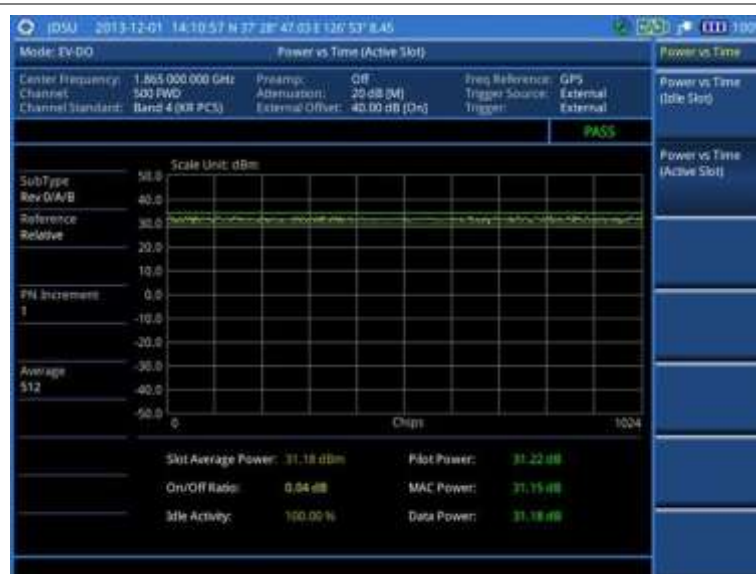 JDSU 2013-12-01 14:10:57 N 37° 28' 47.03 E 126° 53' 8.45 100%
Mode: EV-DO Power vs Time (Active Slot) Power vs Time
Center Frequency: 1.865 000 000 GHz Preamp: Off Freq Reference: GPS
Channel: 500 FWD Attenuation: 20 dB [M] Trigger Source: External
Channel Standard: Band 4 (KR PCS) External Offset: 40.00 dB [On] Trigger: External
Power vs Time
(Idle Slot)
PASS
Power vs Time
(Active Slot)
Scale Unit: dBm
SubType
Rev 0/A/B
Reference
Relative
PN Increment
1
Average
512
50.0
40.0
30.0
20.0
10.0
0.0
-10.0
-20.0
-30.0
-40.0
-50.0
0 Chips 1024
Slot Average Power: 31.18 dBm Pilot Power: 31.22 dB
On/Off Ratio: 0.04 dB MAC Power: 31.15 dB
Idle Activity: 100.00 % Data Power: 31.18 dB